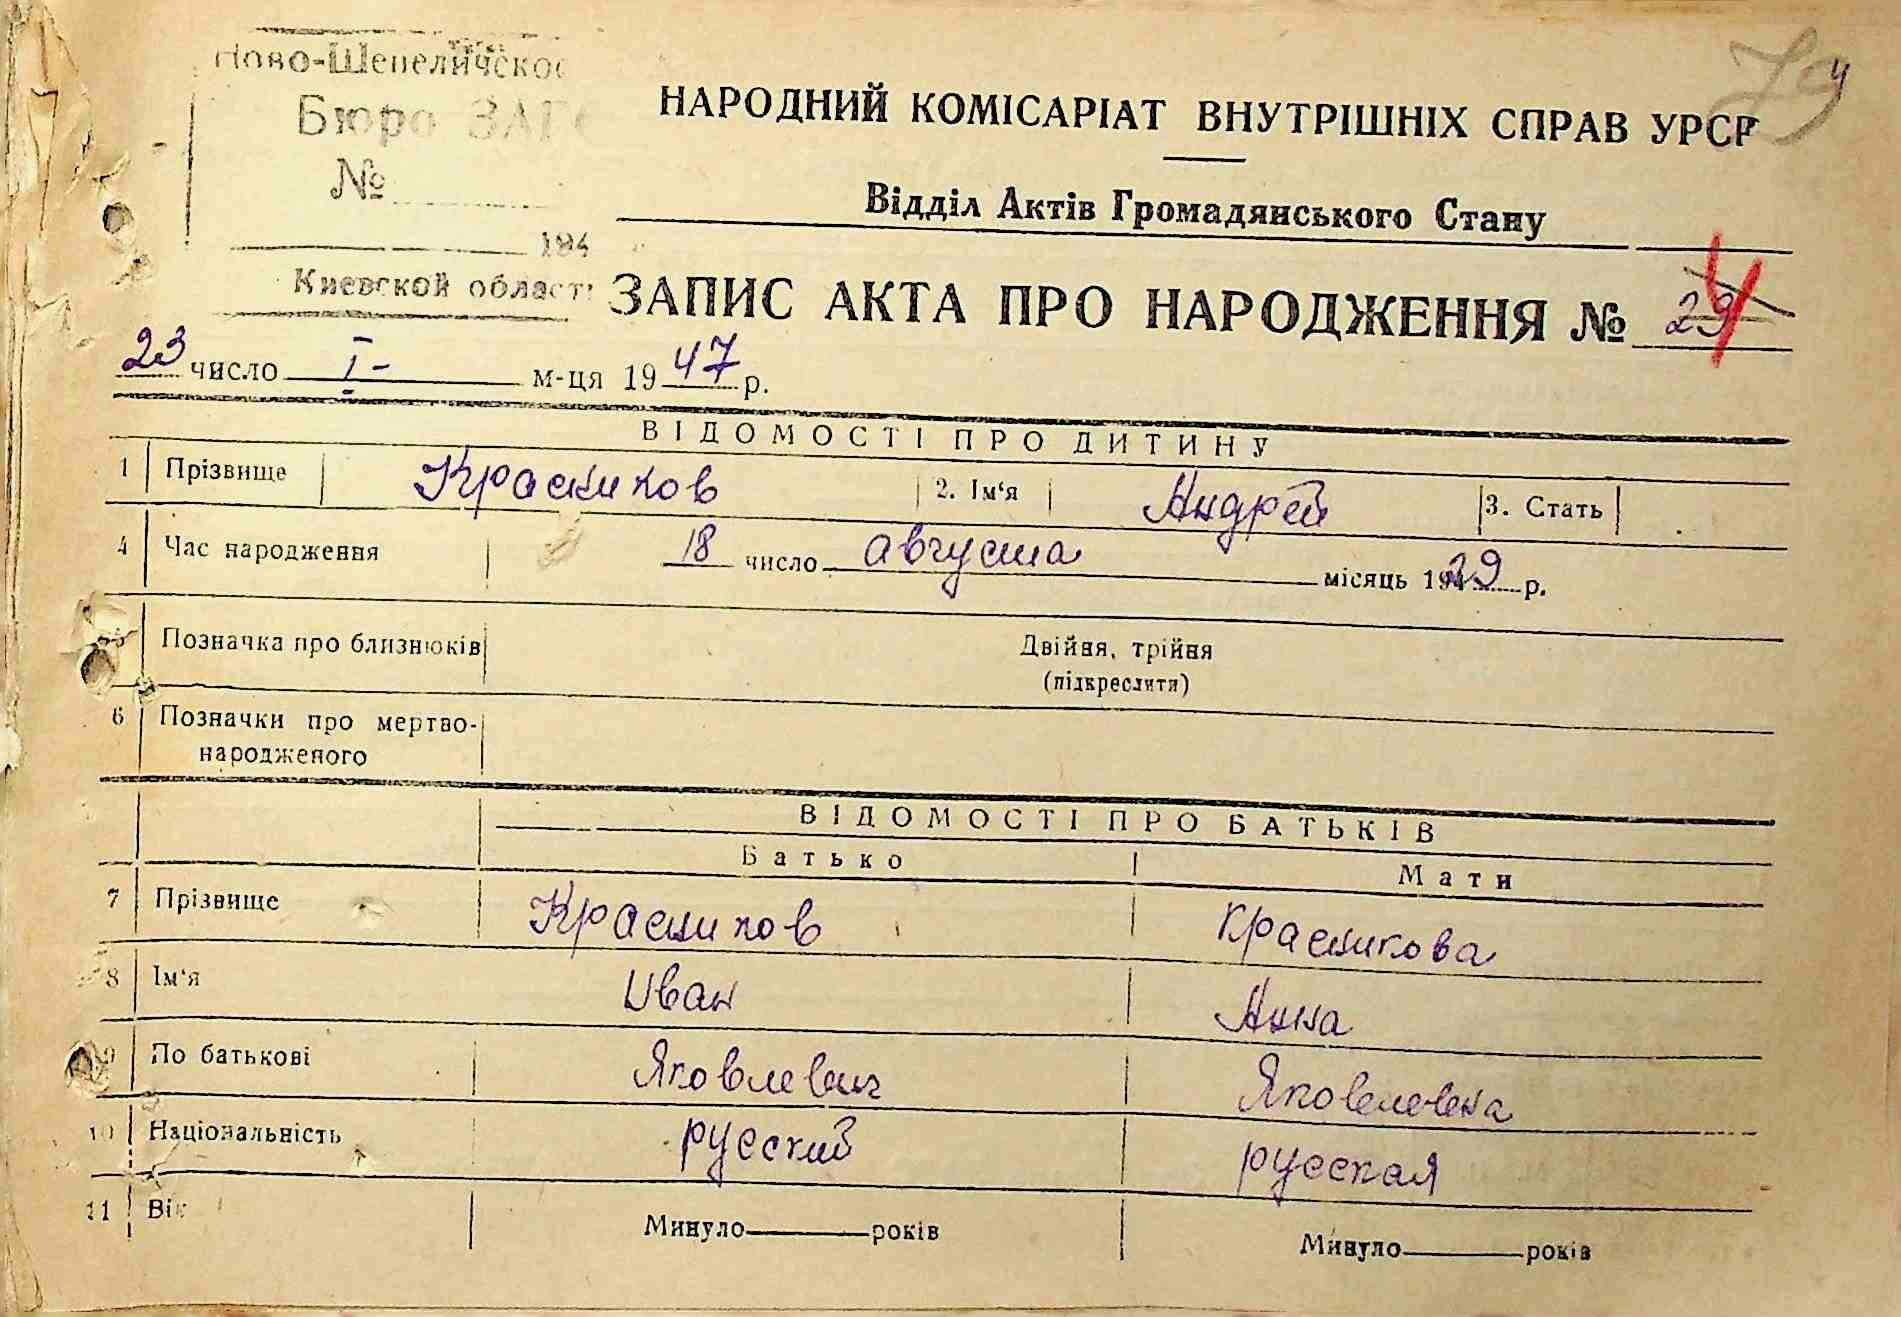 Ново-Шепеличское
Бюро ЗАГС
№
194
Киевской област
НАРОДНИЙ КОМІСАРІАТ ВНУТРІШНІХ СПРАВ УРСР
Відділ Актів Громадянського Стану
ЗАПИС АКТА ПРО НАРОДЖЕННЯ № 29 4
23 число I- м-ця 1947 р.
ВІДОМОСТІ ПРО ДИТИНУ
1 Прізвище Красников 2. Ім'я Андрей 3. Стать
4 Час народження 18 число августа місяць 1929 р.
Позначка про близнюків Двійня, трійня
(підкреслити)
6 Позначки про мертво-
народженого
ВІДОМОСТІ ПРО БАТЬКІВ
Батько Мати
7 Прізвище Красников Красникова
8 Ім'я Иван Анна
9 По батькові Яковлевич Яковлевна
10 Національність русский русская
11 Вік Минуло років Минуло років